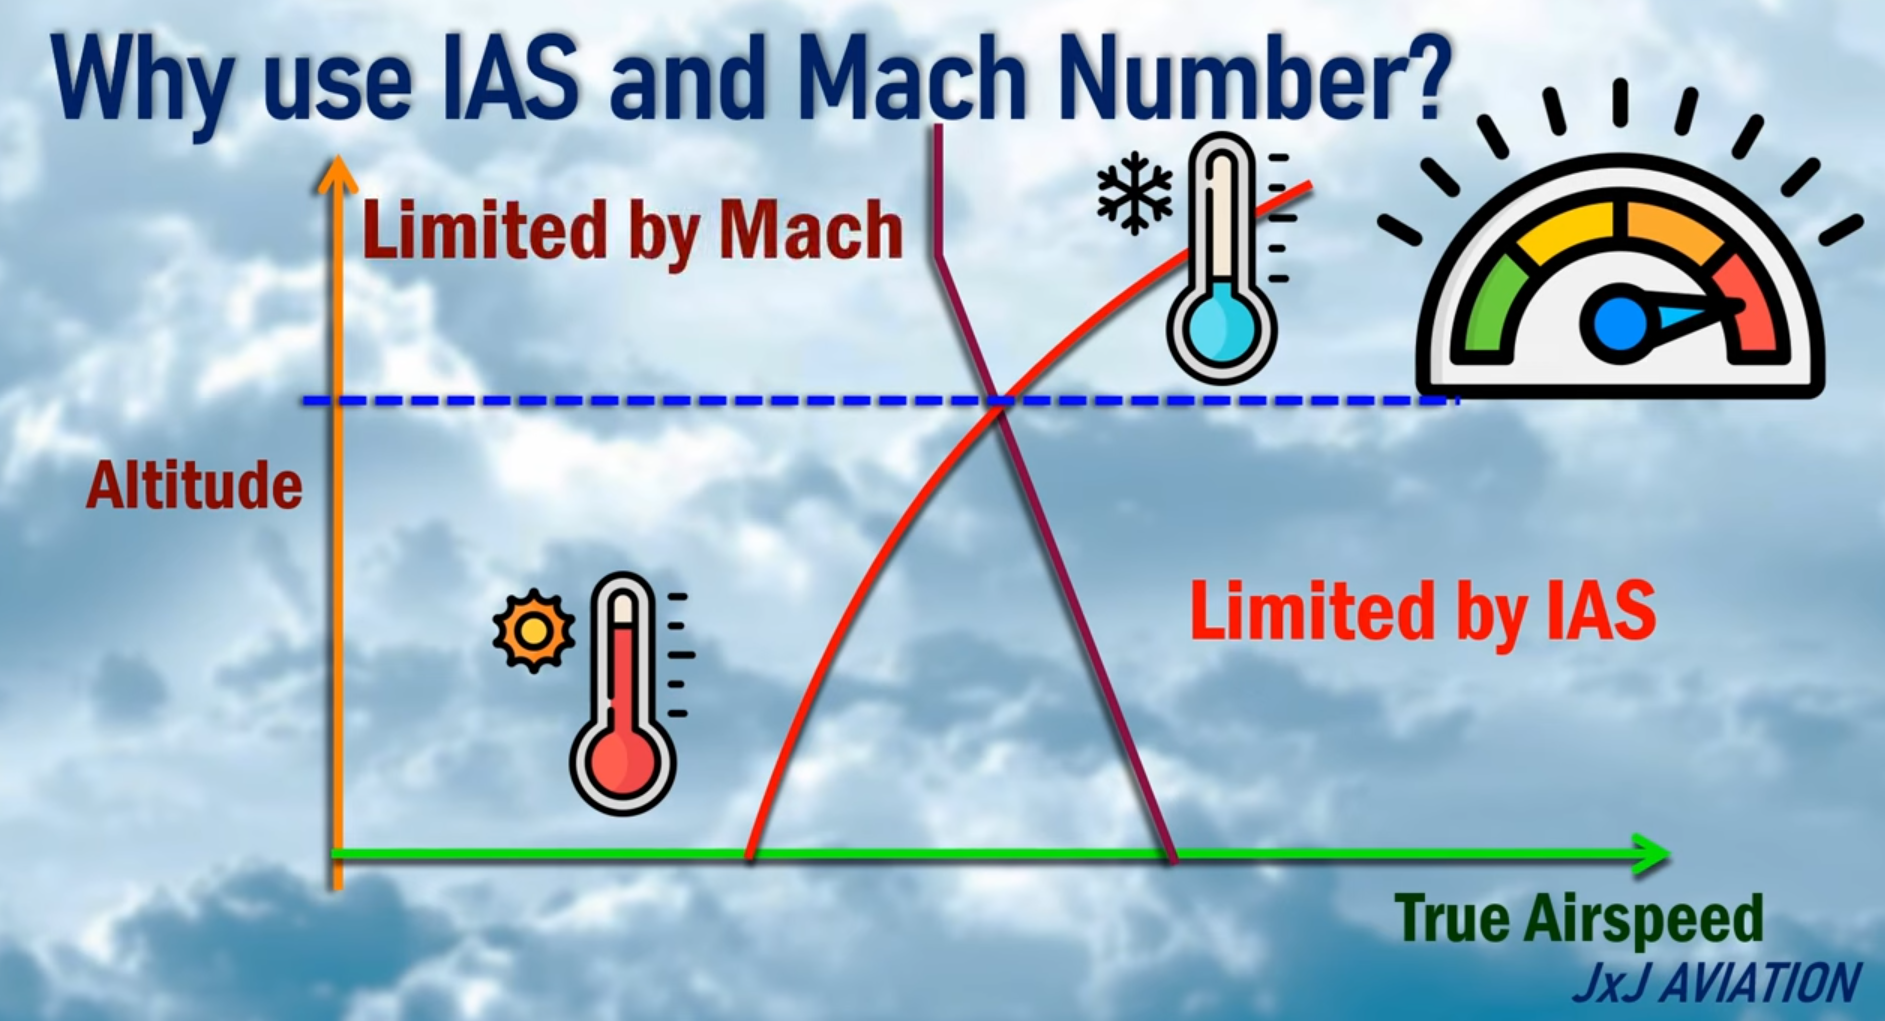 Why use IAS and Mach Number?
Limited by Mach
Altitude
Limited by IAS
True Airspeed
JxJ AVIATION